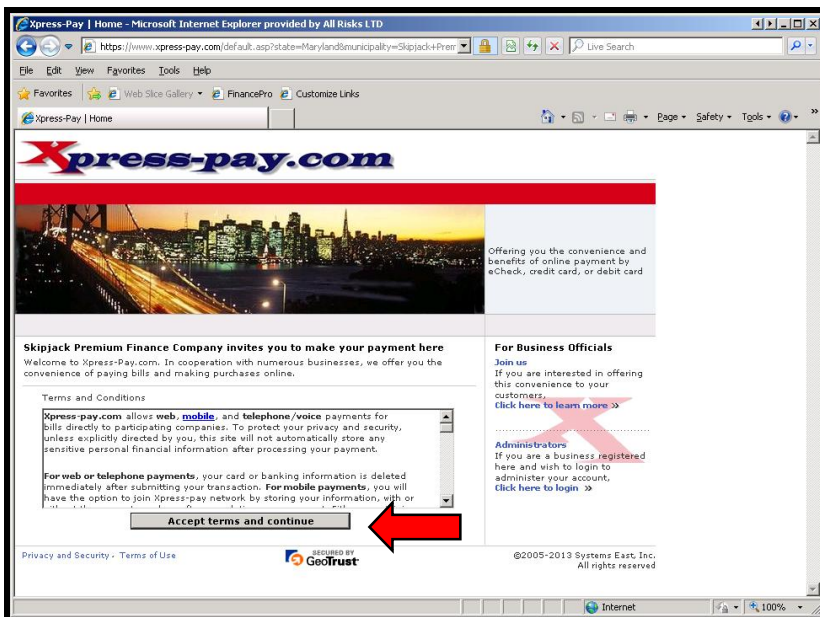 Xpress-Pay | Home - Microsoft Internet Explorer provided by All Risks LTD
https://www.xpress-pay.com/default.asp?state=Maryland&municipality=Skipjack+Prem
Live Search
File Edit View Favorites Tools Help
Favorites Web Slice Gallery FinancePro Customize Links
Xpress-Pay | Home
Page Safety Tools »
Xpress-pay.com
Offering you the convenience and
benefits of online payment by
eCheck, credit card, or debit card
Skipjack Premium Finance Company invites you to make your payment here
Welcome to Xpress-Pay.com. In cooperation with numerous businesses, we offer you the
convenience of paying bills and making purchases online.
Terms and Conditions
Xpress-pay.com allows web, mobile, and telephone/voice payments for
bills directly to participating companies. To protect your privacy and security,
unless explicitly directed by you, this site will not automatically store any
sensitive personal financial information after processing your payment.
For web or telephone payments, your card or banking information is deleted
immediately after submitting your transaction. For mobile payments, you will
have the option to join Xpress-pay network by storing your information, with or
Accept terms and continue
For Business Officials
Join us
If you are interested in offering
this convenience to your
customers,
Click here to learn more »
Administrators
If you are a business registered
here and wish to login to
administer your account,
Click here to login »
Privacy and Security Terms of Use
SECURED BY
GeoTrust
©2005-2013 Systems East, Inc.
All rights reserved
Internet
100%